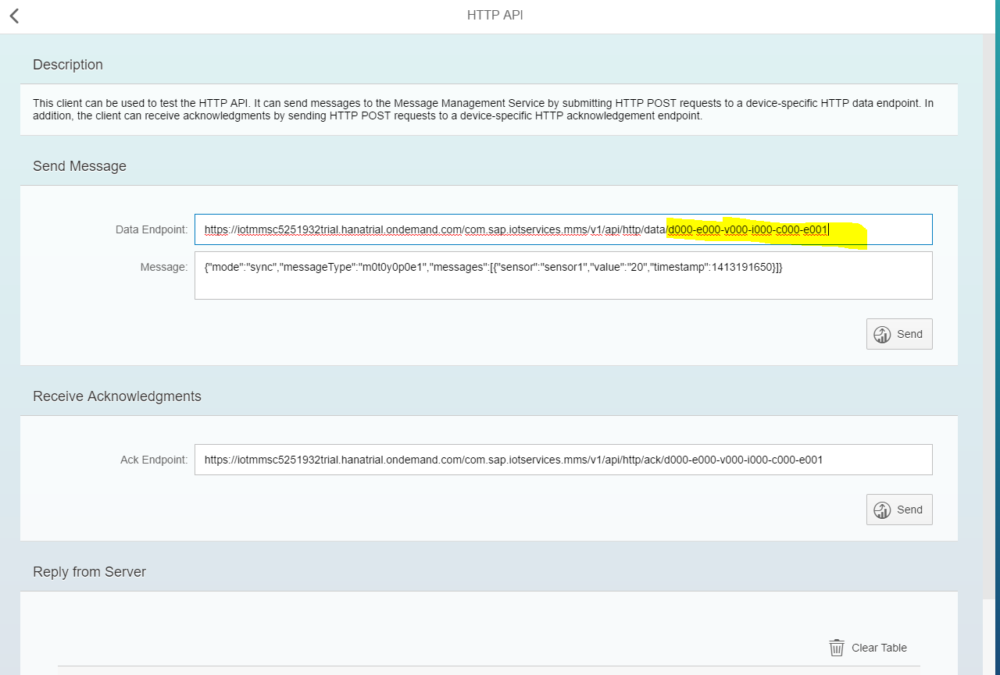 HTTP API
Description
This client can be used to test the HTTP API. It can send messages to the Message Management Service by submitting HTTP POST requests to a device-specific HTTP data endpoint. In
addition, the client can receive acknowledgments by sending HTTP POST requests to a device-specific HTTP acknowledgement endpoint.
Send Message
Data Endpoint: https://iotmmsc5251932trial.hanatrial.ondemand.com/com.sap.iotservices.mms/v1/api/http/data/d000-e000-v000-i000-c000-e001
Message: {"mode":"sync","messageType":"m0t0y0p0e1","messages":[{"sensor":"sensor1","value":"20","timestamp":1413191650}]}
Send
Receive Acknowledgments
Ack Endpoint: https://iotmmsc5251932trial.hanatrial.ondemand.com/com.sap.iotservices.mms/v1/api/http/ack/d000-e000-v000-i000-c000-e001
Send
Reply from Server
Clear Table